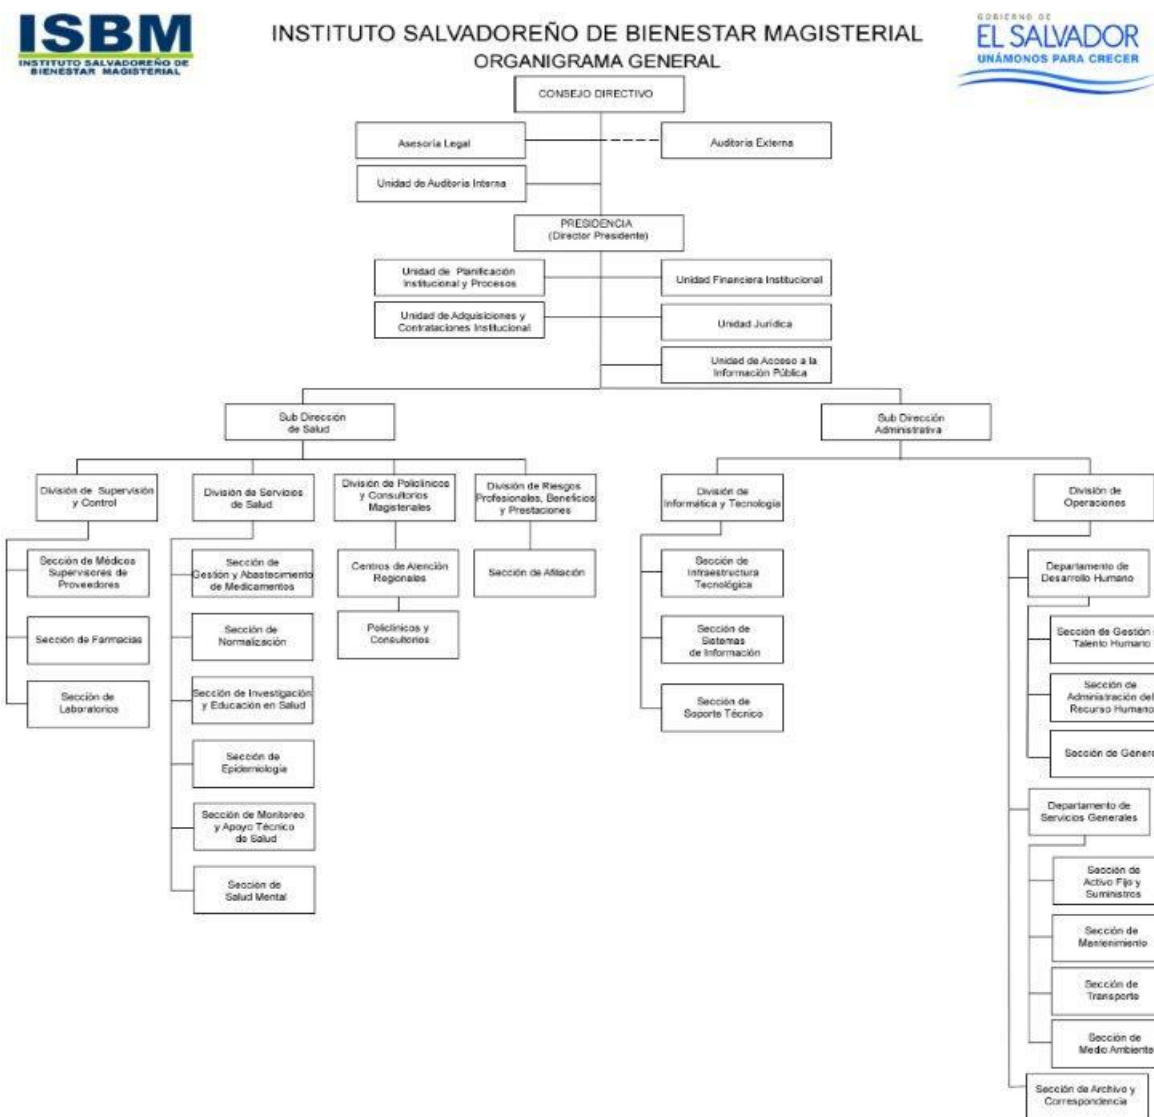 ISBM
INSTITUTO SALVADOREÑO DE
BIENESTAR MAGISTERIAL
INSTITUTO SALVADOREÑO DE BIENESTAR MAGISTERIAL
ORGANIGRAMA GENERAL
GOBIERNO DE
EL SALVADOR
UNÁMONOS PARA CRECER
CONSEJO DIRECTIVO
Asesoría Legal
Auditoría Externa
Unidad de Auditoría Interna
PRESIDENCIA
(Director Presidente)
Unidad de Planificación
Institucional y Procesos
Unidad Financiera Institucional
Unidad de Adquisiciones y
Contrataciones Institucional
Unidad Jurídica
Unidad de Acceso a la
Información Pública
Sub Dirección
de Salud
Sub Dirección
Administrativa
División de Supervisión
y Control
División de Servicios
de Salud
División de Policlínicos
y Consultorios
Magisteriales
División de Riesgos
Profesionales, Beneficios
y Prestaciones
División de
Informática y Tecnología
División de
Operaciones
Sección de Médicos
Supervisores de
Proveedores
Sección de Farmacias
Sección de
Laboratorios
Sección de
Gestión y Abastecimiento
de Medicamentos
Sección de
Normalización
Sección de Investigación
y Educación en Salud
Sección de
Epidemiología
Sección de Monitoreo
y Apoyo Técnico
de Salud
Sección de
Salud Mental
Centros de Atención
Regionales
Policlínicos y
Consultorios
Sección de Afiliación
Sección de
Infraestructura
Tecnológica
Sección de
Sistemas
de Información
Sección de
Soporte Técnico
Departamento de
Desarrollo Humano
Sección de Gestión
Talento Humano
Sección de
Administración del
Recurso Humano
Sección de Géner
Departamento de
Servicios Generales
Sección de
Activo Fijo y
Suministros
Sección de
Mantenimiento
Sección de
Transporte
Sección de
Medio Ambiente
Sección de Archivo y
Correspondencia